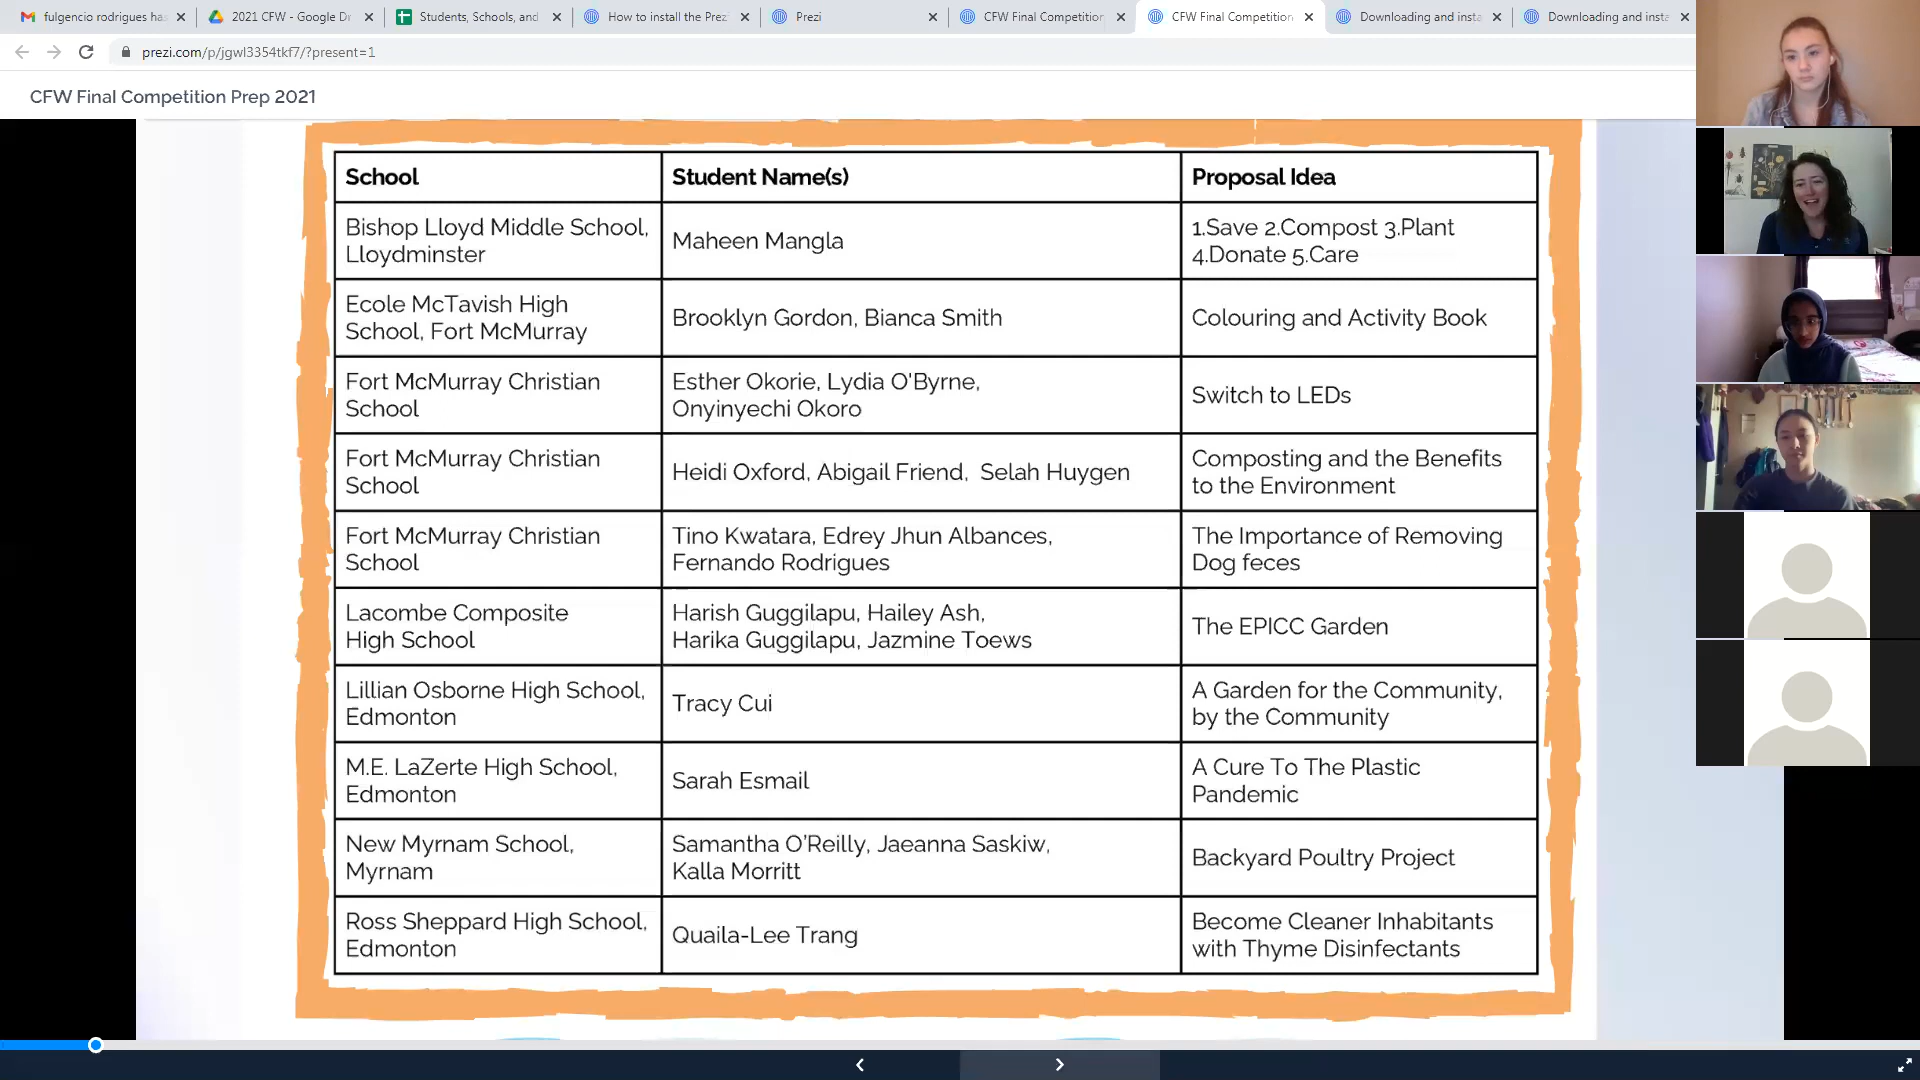 fulgencio rodrigues has
2021 CFW - Google Dr
Students, Schools, and
How to install the Prez
Prezi
CFW Final Competition
CFW Final Competition
Downloading and insta
Downloading and insta
prezi.com/p/jgwl3354tkf7/?present=1
CFW Final Competition Prep 2021
School
Student Name(s)
Proposal Idea
Bishop Lloyd Middle School,
Lloydminster
Maheen Mangla
1.Save 2.Compost 3.Plant
4.Donate 5.Care
Ecole McTavish High
School, Fort McMurray
Brooklyn Gordon, Bianca Smith
Colouring and Activity Book
Fort McMurray Christian
School
Esther Okorie, Lydia O'Byrne,
Onyinyechi Okoro
Switch to LEDs
Fort McMurray Christian
School
Heidi Oxford, Abigail Friend, Selah Huygen
Composting and the Benefits
to the Environment
Fort McMurray Christian
School
Tino Kwatara, Edrey Jhun Albances,
Fernando Rodrigues
The Importance of Removing
Dog feces
Lacombe Composite
High School
Harish Guggilapu, Hailey Ash,
Harika Guggilapu, Jazmine Toews
The EPICC Garden
Lillian Osborne High School,
Edmonton
Tracy Cui
A Garden for the Community,
by the Community
M.E. LaZerte High School,
Edmonton
Sarah Esmail
A Cure To The Plastic
Pandemic
New Myrnam School,
Myrnam
Samantha O’Reilly, Jaeanna Saskiw,
Kalla Morritt
Backyard Poultry Project
Ross Sheppard High School,
Edmonton
Quaila-Lee Trang
Become Cleaner Inhabitants
with Thyme Disinfectants